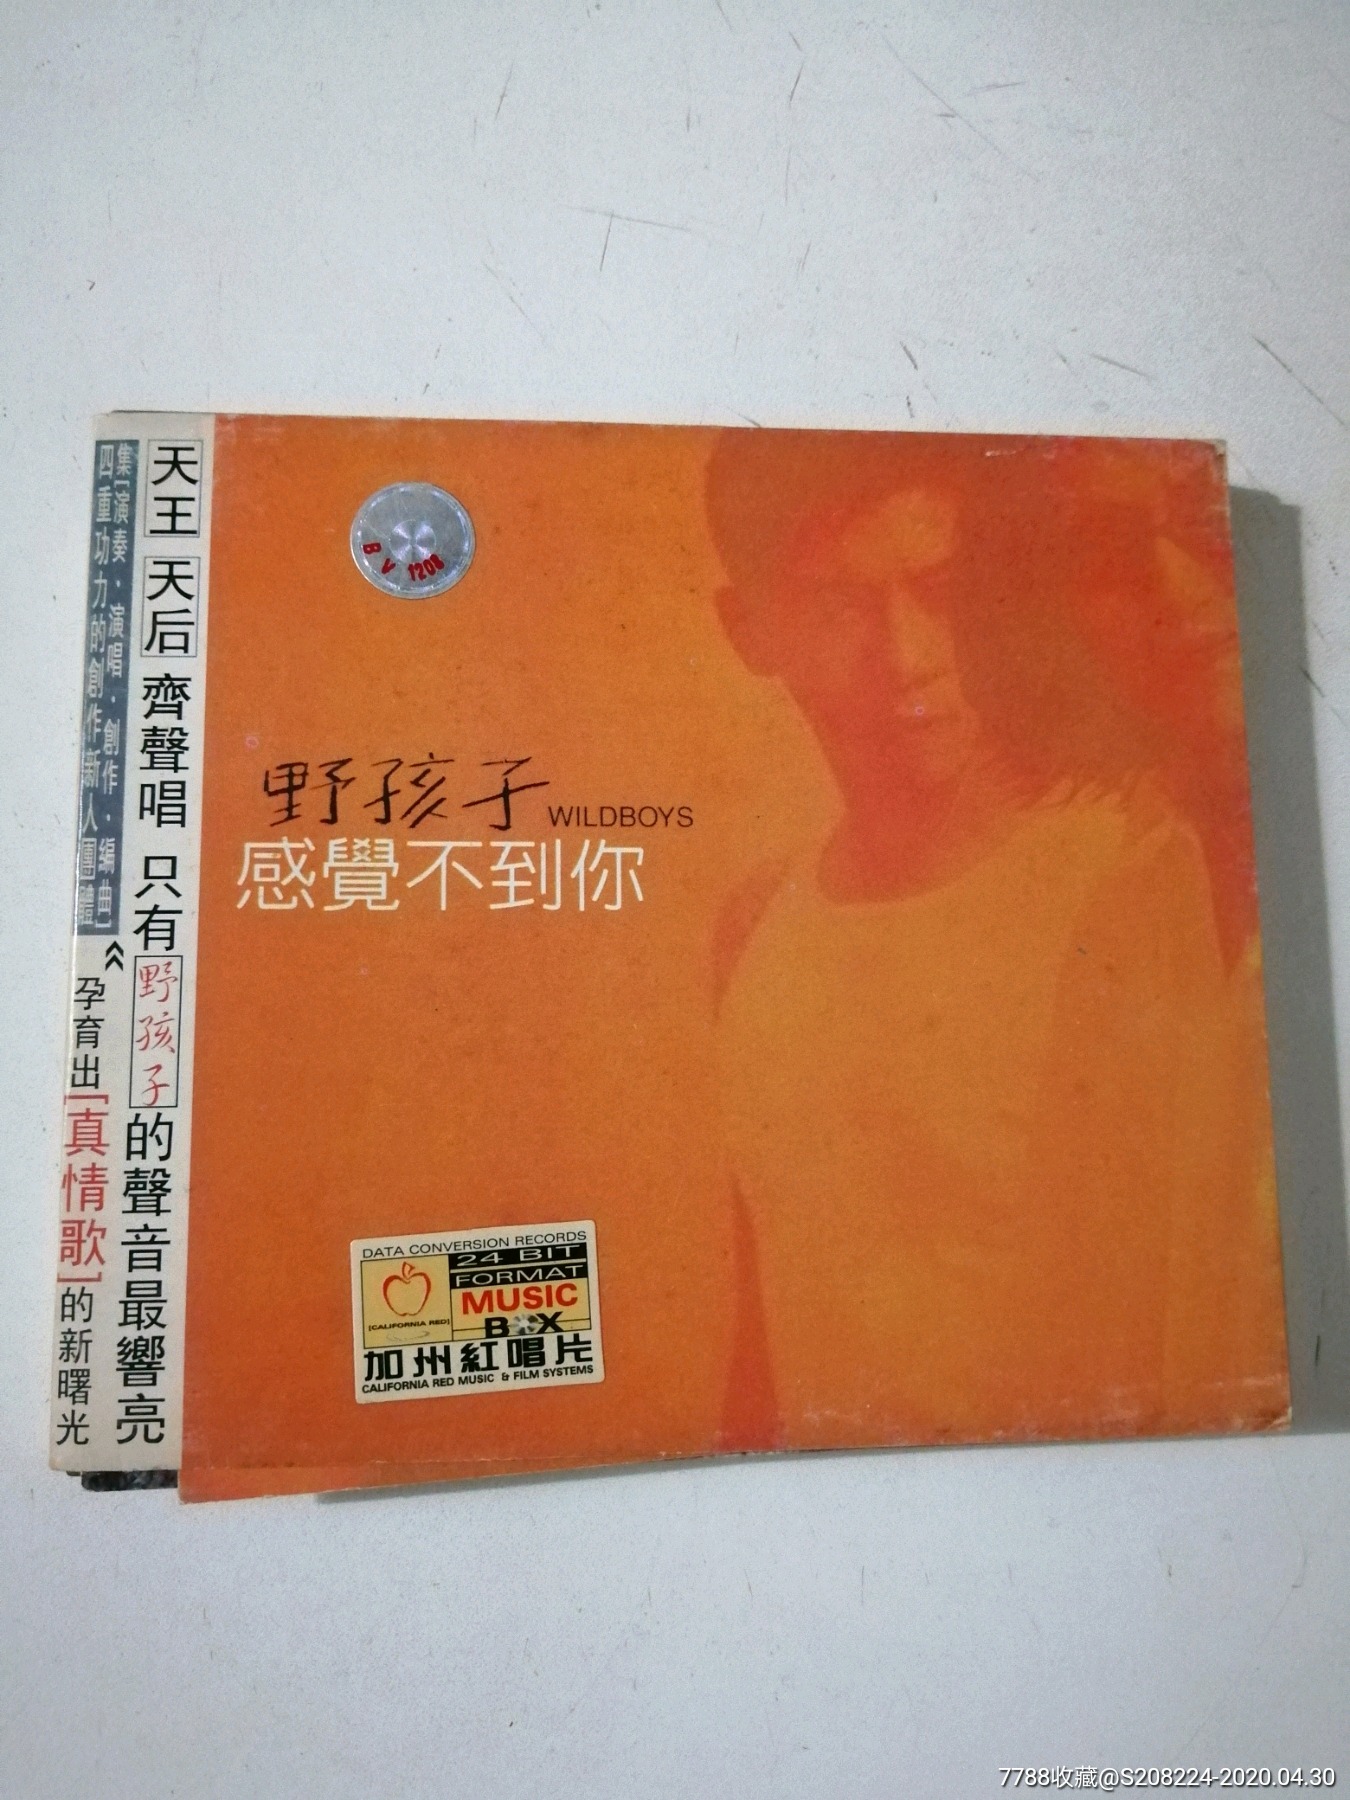 天王 天后 齊聲唱 只有野孩子的聲音最響亮
集[演奏·演唱·創作·編曲]
四重功力的創作新人團體
孕育出[真情歌]的新曙光
BV 1208
野孩子 WILDBOYS
感覺不到你
DATA CONVERSION RECORDS
24 BIT
FORMAT
MUSIC
BOX
[CALIFORNIA RED]
加州紅唱片
CALIFORNIA RED MUSIC & FILM SYSTEMS
7788收藏@S208224-2020.04.30